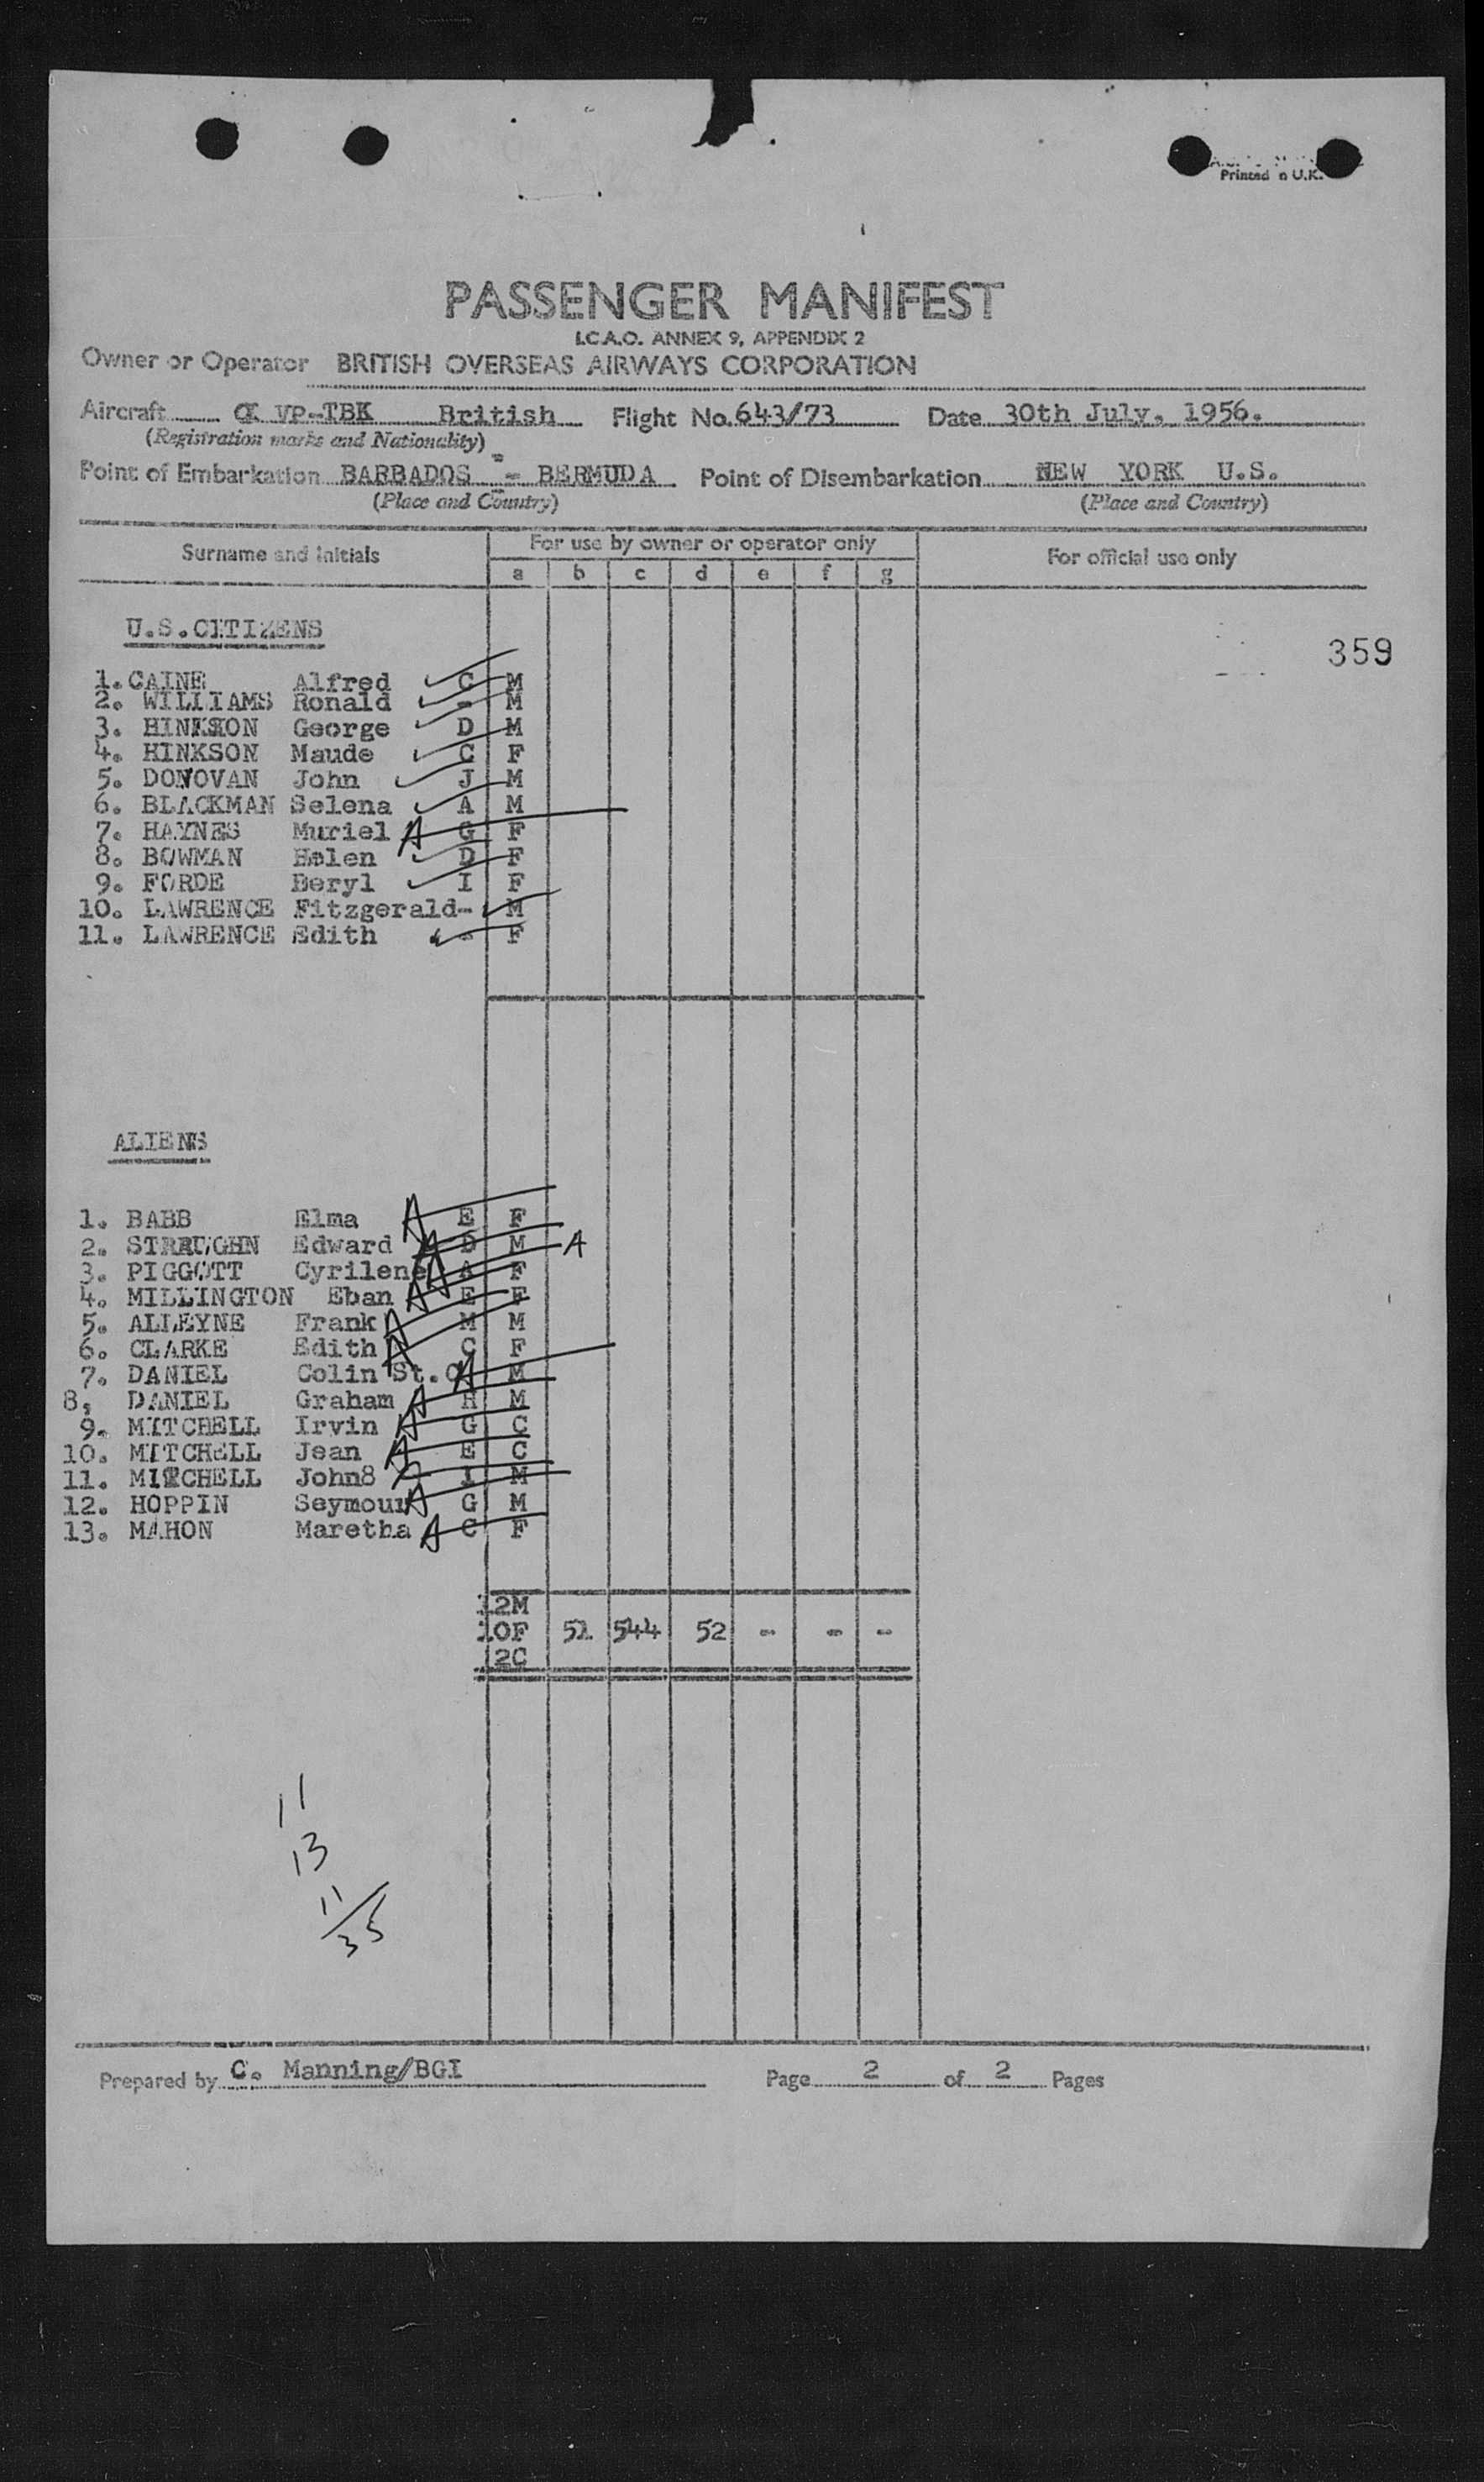 Printed n U.K.
PASSENGER MANIFEST
I.C.A.O. ANNEX 9, APPENDIX 2
Owner or Operator BRITISH OVERSEAS AIRWAYS CORPORATION
Aircraft VP-TBK British Flight No. 643/73 Date 30th July, 1956.
(Registration marks and Nationality)
Point of Embarkation BARBADOS - BERMUDA Point of Disembarkation NEW YORK U.S.
(Place and Country) (Place and Country)
Surname and Initials For use by owner or operator only For official use only
a b c d e f g
U.S.CITIZENS
359
1. CAINE Alfred C M
2. WILLIAMS Ronald - M
3. HINKSON George D M
4. HINKSON Maude C F
5. DONOVAN John J M
6. BLACKMAN Selena A M
7. HAYNES Muriel A G F
8. BOWMAN Helen D F
9. FORDE Beryl I F
10. LAWRENCE Fitzgerald- M
11. LAWRENCE Edith - F
ALIENS
1. BABB Elma A E F
2. STRAUGHN Edward A D M A
3. PIGGOTT Cyrilene A A F
4. MILLINGTON Eban A E F
5. ALLEYNE Frank A M M
6. CLARKE Edith A C F
7. DANIEL Colin St. A M
8, DANIEL Graham A H M
9. MITCHELL Irvin A G C
10. MITCHELL Jean A E C
11. MITCHELL John8 I M
12. HOPPIN Seymour A G M
13. MAHON Maretha A C F
12M
10F 51 544 52 - - -
2C
11
13
11
35
Prepared by C. Manning/BGI Page 2 of 2 Pages